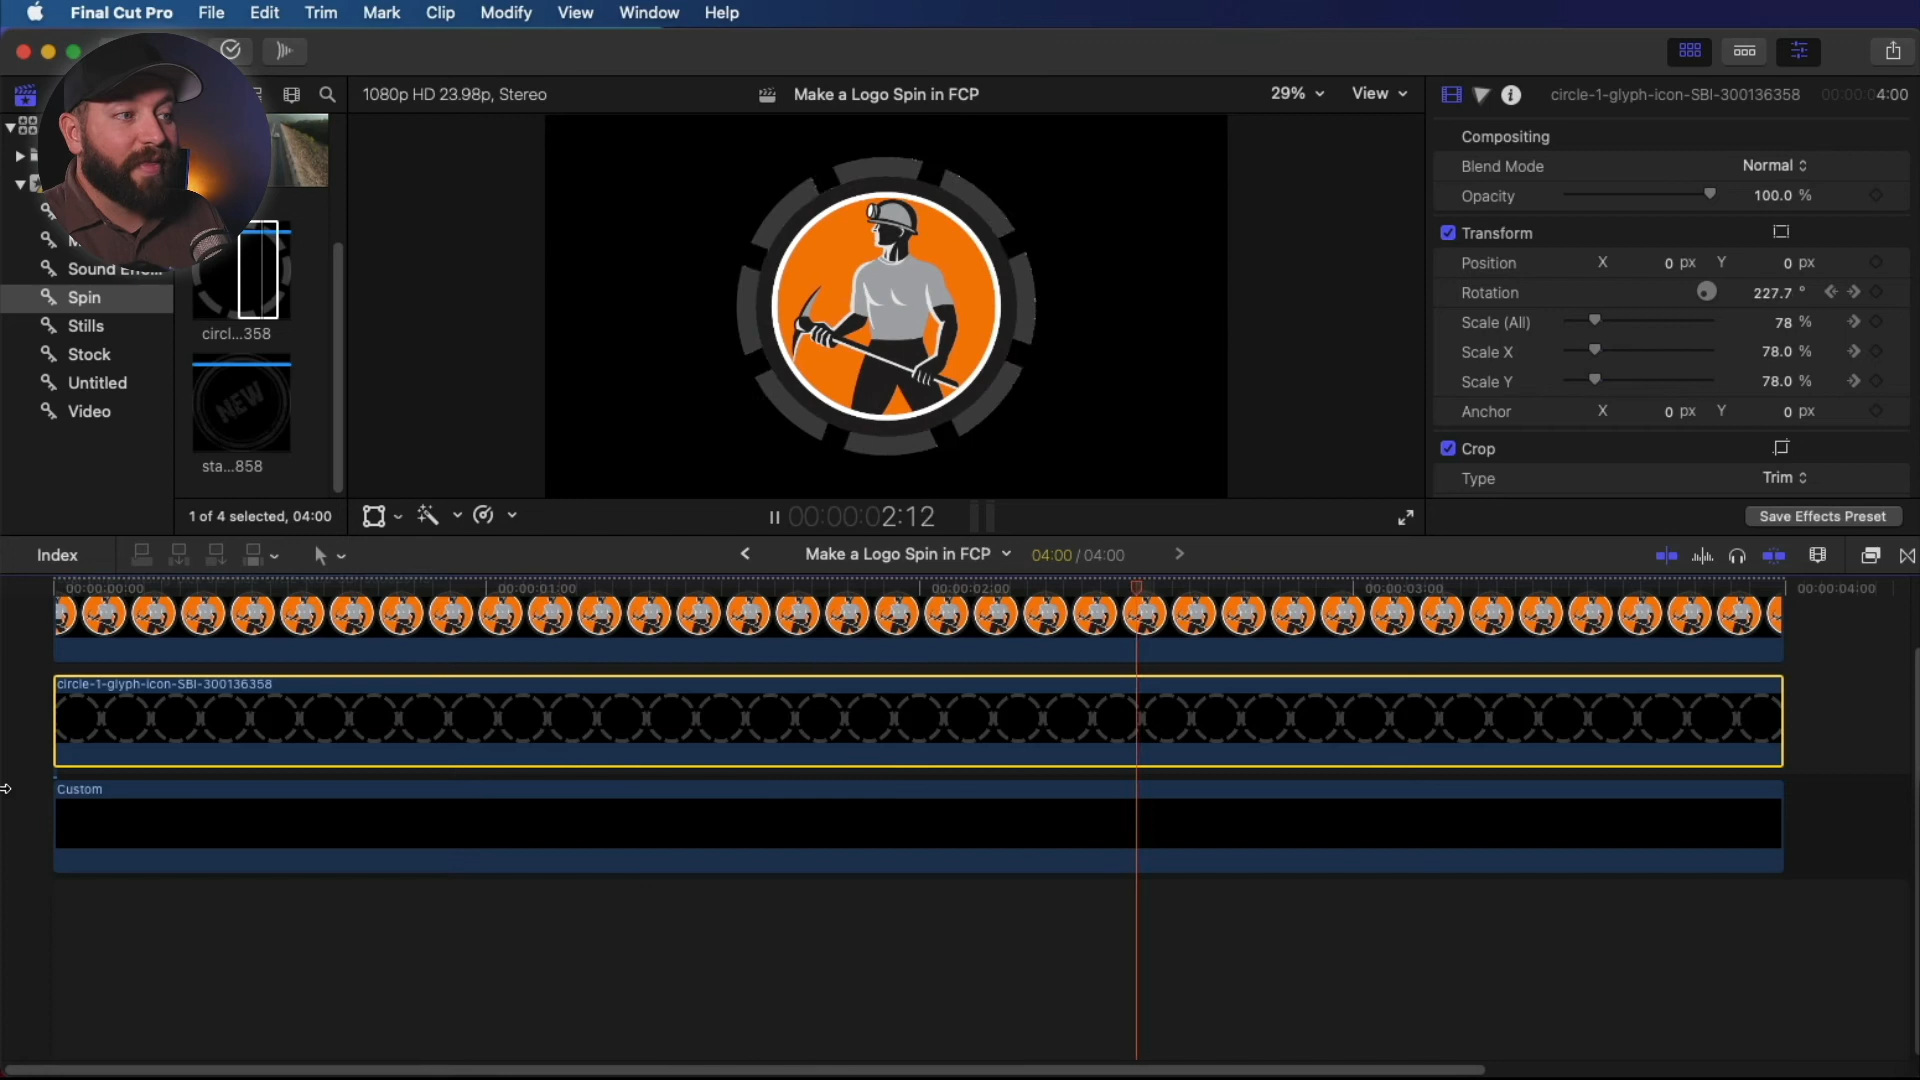 Final Cut Pro File Edit Trim Mark Clip Modify View Window Help
1080p HD 23.98p, Stereo
Make a Logo Spin in FCP
29%
View
circle-1-glyph-icon-SBI-300136358
00:00:04:00
Compositing
Blend Mode Normal
Opacity 100.0 %
Transform
Position X 0 px Y 0 px
Rotation 227.7 °
Scale (All) 78 %
Scale X 78.0 %
Scale Y 78.0 %
Anchor X 0 px Y 0 px
Crop
Type Trim
Save Effects Preset
Spin
Stills
Stock
Untitled
Video
circl...358
NEW
sta...858
1 of 4 selected, 04:00
00:00:02:12
Index
Make a Logo Spin in FCP
04:00 / 04:00
00:00:00:00
00:00:01:00
00:00:02:00
00:00:03:00
00:00:04:00
circle-1-glyph-icon-SBI-300136358
Custom